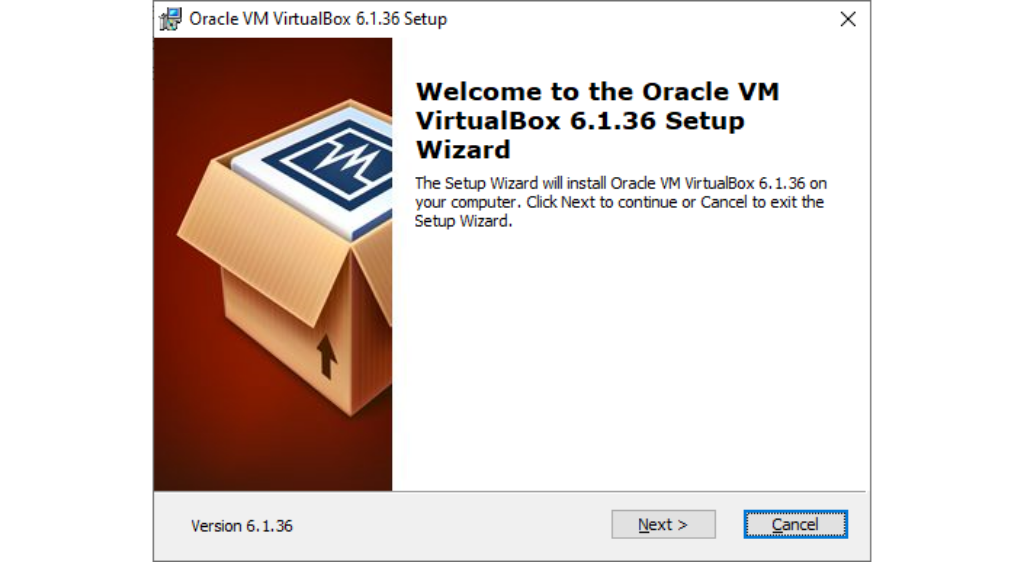 Oracle VM VirtualBox 6.1.36 Setup
Welcome to the Oracle VM
VirtualBox 6.1.36 Setup
Wizard
The Setup Wizard will install Oracle VM VirtualBox 6.1.36 on
your computer. Click Next to continue or Cancel to exit the
Setup Wizard.
Version 6.1.36
Next >
Cancel